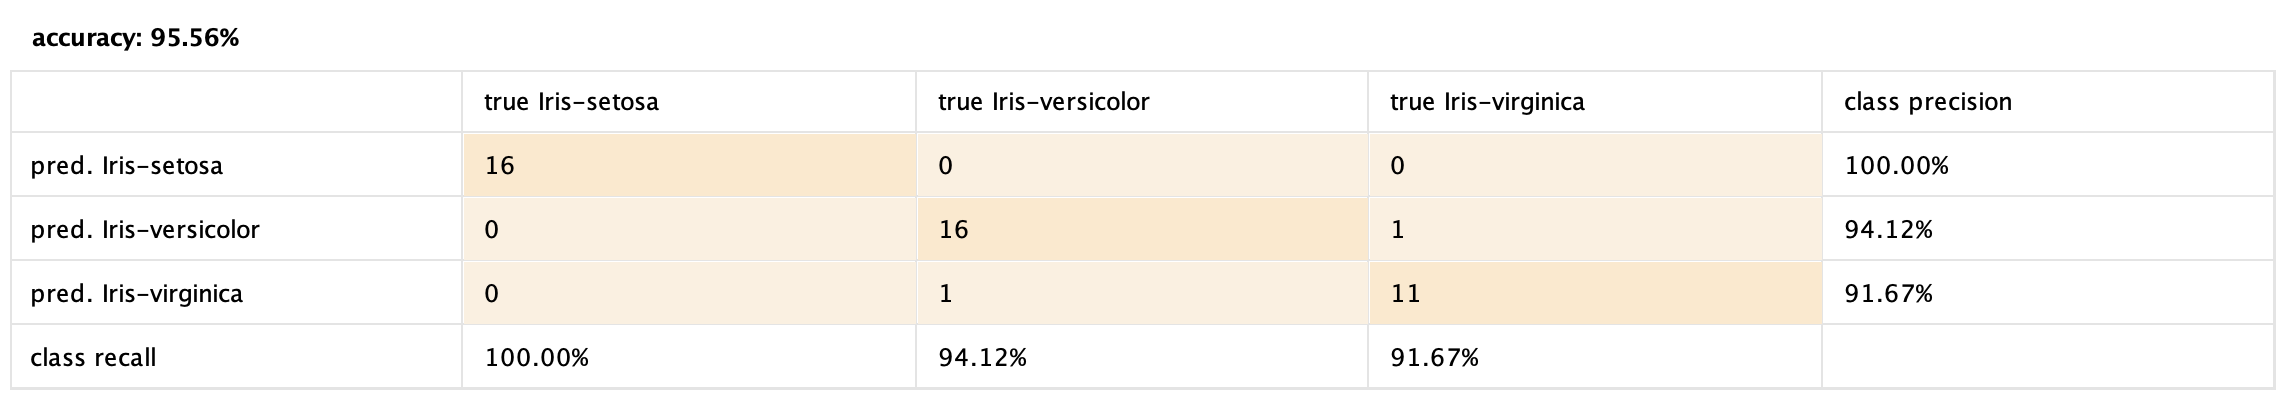 accuracy: 95.56%
true Iris-setosa true Iris-versicolor true Iris-virginica class precision
pred. Iris-setosa 16 0 0 100.00%
pred. Iris-versicolor 0 16 1 94.12%
pred. Iris-virginica 0 1 11 91.67%
class recall 100.00% 94.12% 91.67%